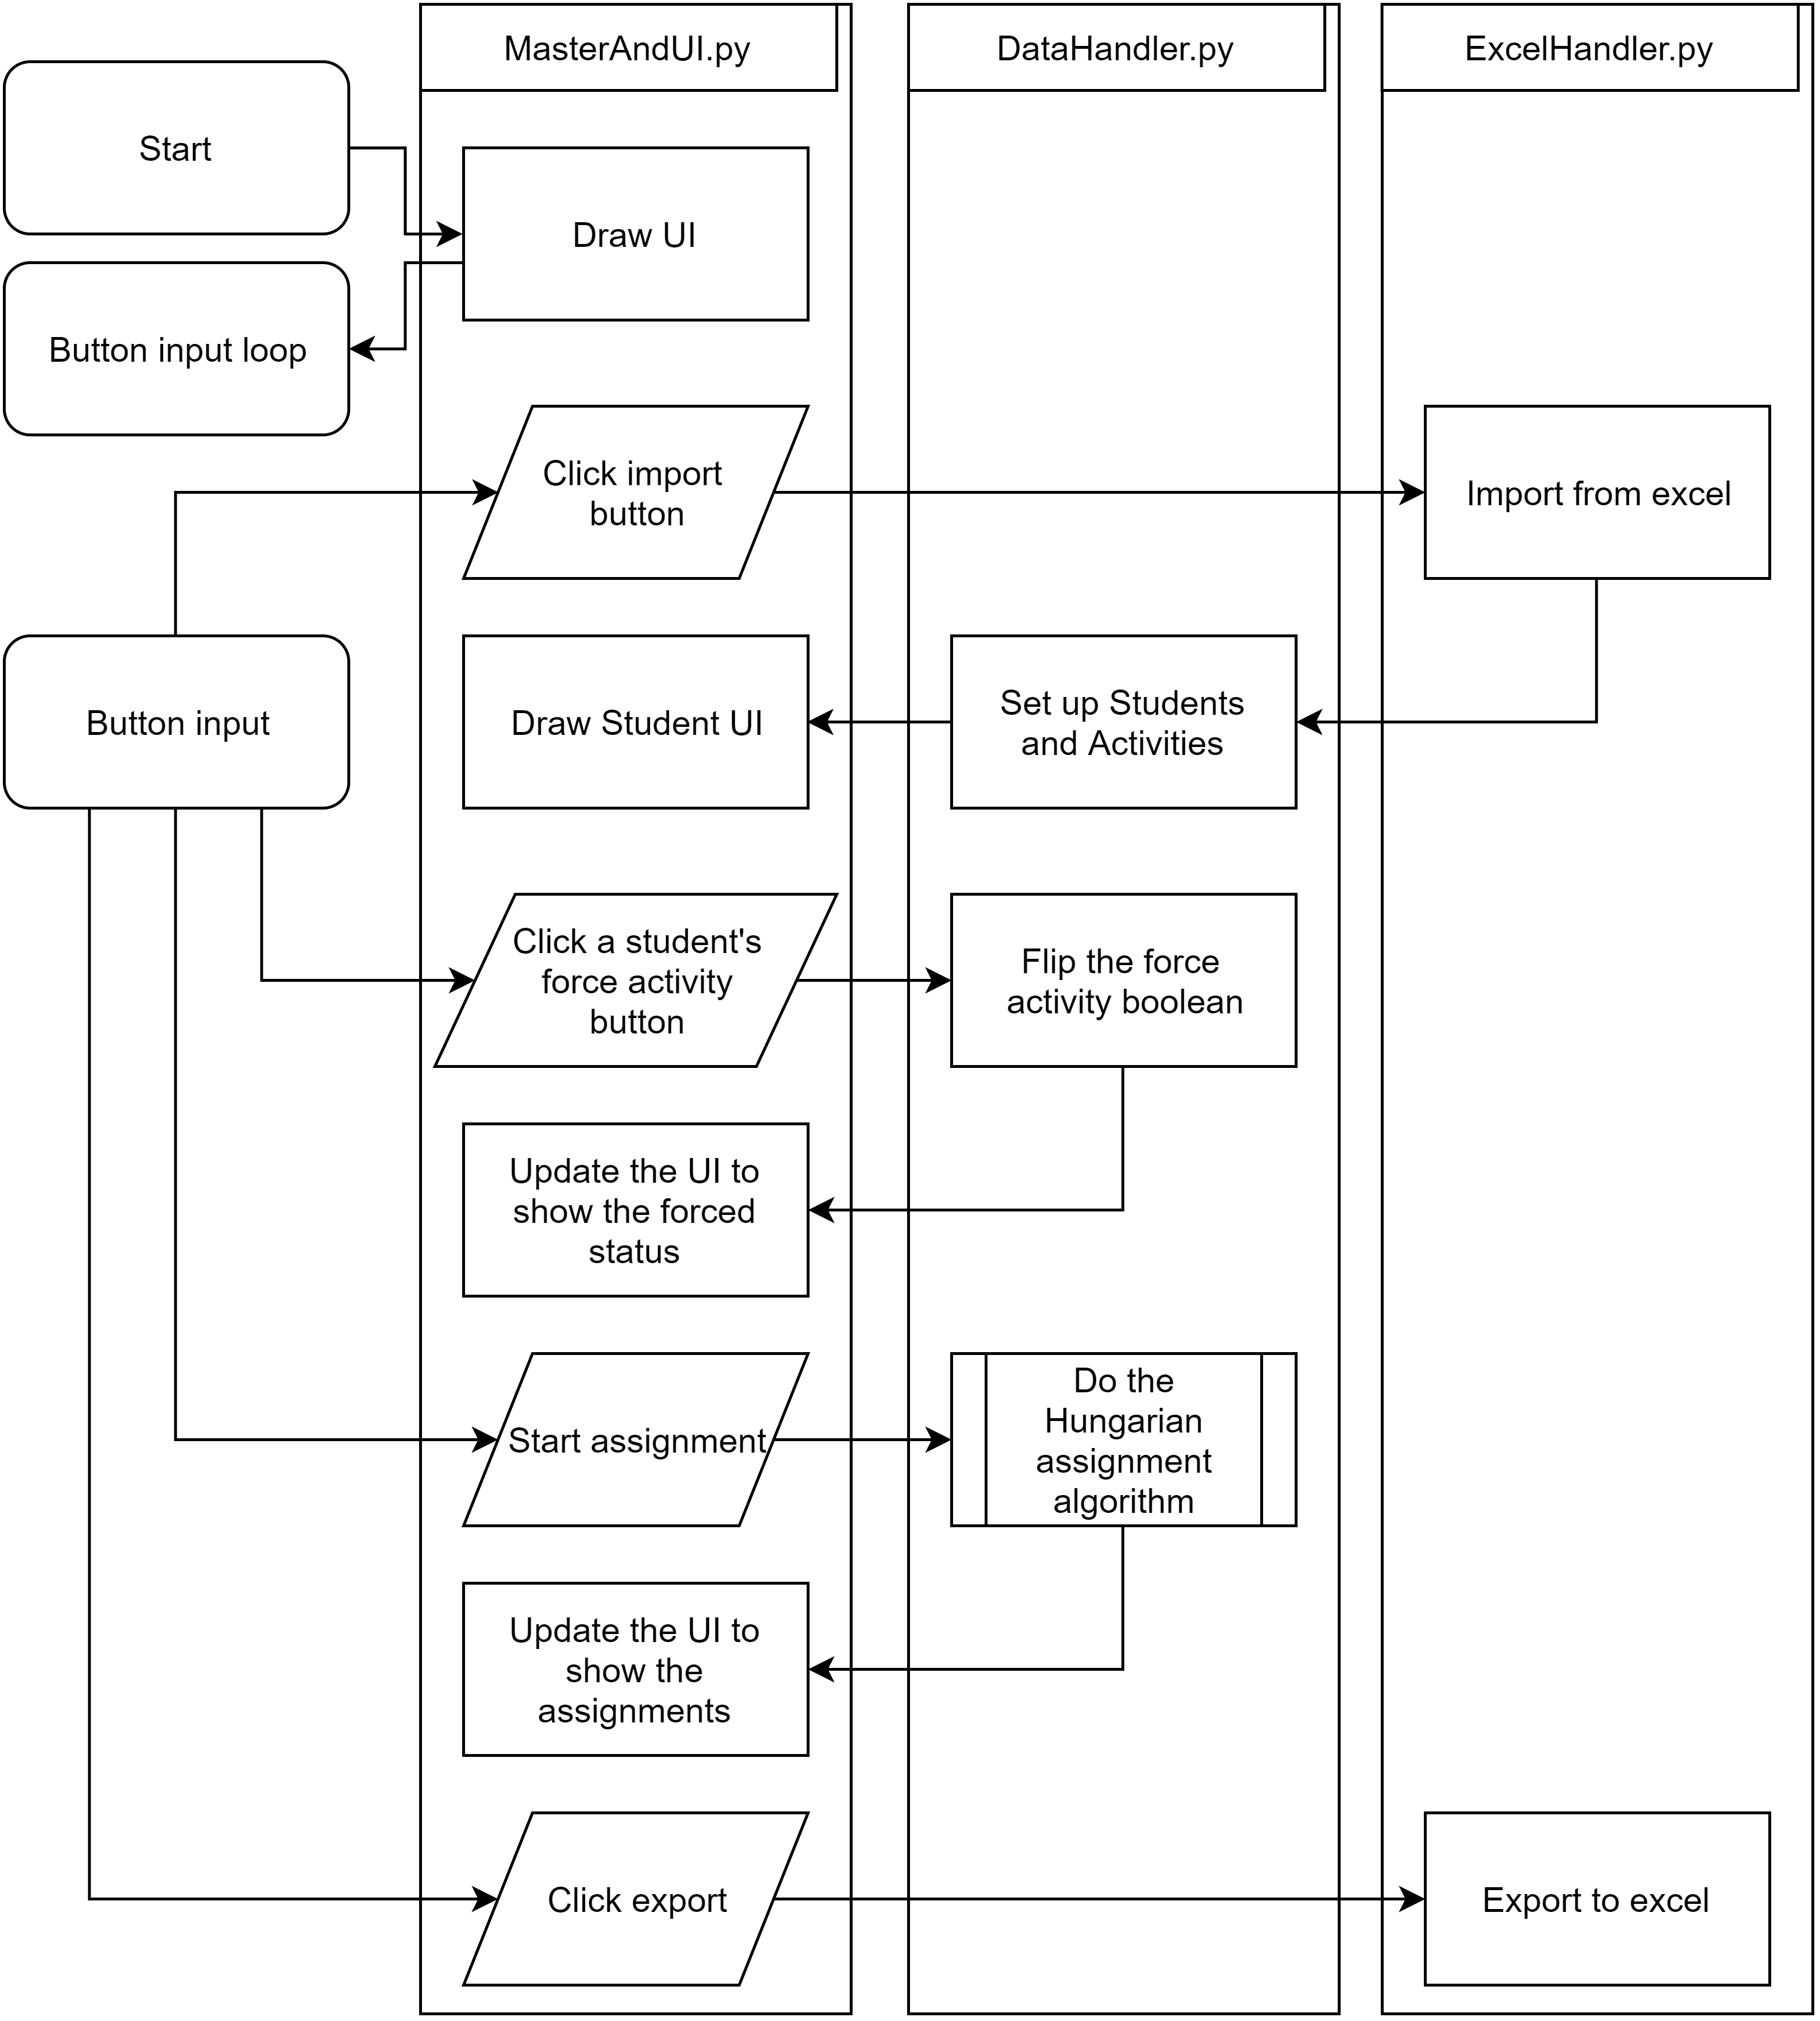 MasterAndUI.py
DataHandler.py
ExcelHandler.py
Start
Draw UI
Button input loop
Click import
button
Import from excel
Button input
Draw Student UI
Set up Students
and Activities
Click a student's
force activity
button
Flip the force
activity boolean
Update the UI to
show the forced
status
Start assignment
Do the
Hungarian
assignment
algorithm
Update the UI to
show the
assignments
Click export
Export to excel